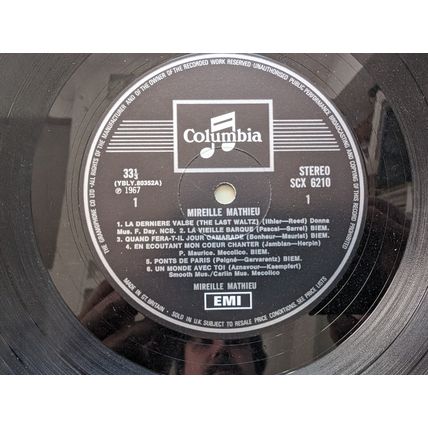 THE GRAMOPHONE CO LTD·ALL RIGHTS OF THE MANUFACTURER AND OF THE OWNER OF THE RECORDED WORK RESERVED UNAUTHORISED PUBLIC PERFORMANCE BROADCASTING AND COPYING OF THIS RECORD PROHIBITED
Columbia
33⅓
(YBLY.80352A)
℗ 1967
1
STEREO
SCX 6210
1
MIREILLE MATHIEU
1. LA DERNIERE VALSE (THE LAST WALTZ) (Ithier—Reed) Donna
Mus. F. Day. NCB. 2. LA VIEILLE BARQUE (Pascal—Sarrel) BIEM.
3. QUAND FERA-T-IL JOUR CAMARADE (Bonheur—Mauriat) BIEM.
4. EN ECOUTANT MON COEUR CHANTER (Jamblan—Herpin)
P. Maurice. Mecolico. BIEM.
5. PONTS DE PARIS (Peigné—Garvarentz) BIEM.
6. UN MONDE AVEC TOI (Aznavour—Kaempfert)
Smooth Mus./Carlin Mus. Mecolico
MIREILLE MATHIEU
EMI
MADE IN GT. BRITAIN · SOLD IN U.K SUBJECT TO RESALE PRICE CONDITIONS, SEE PRICE LISTS